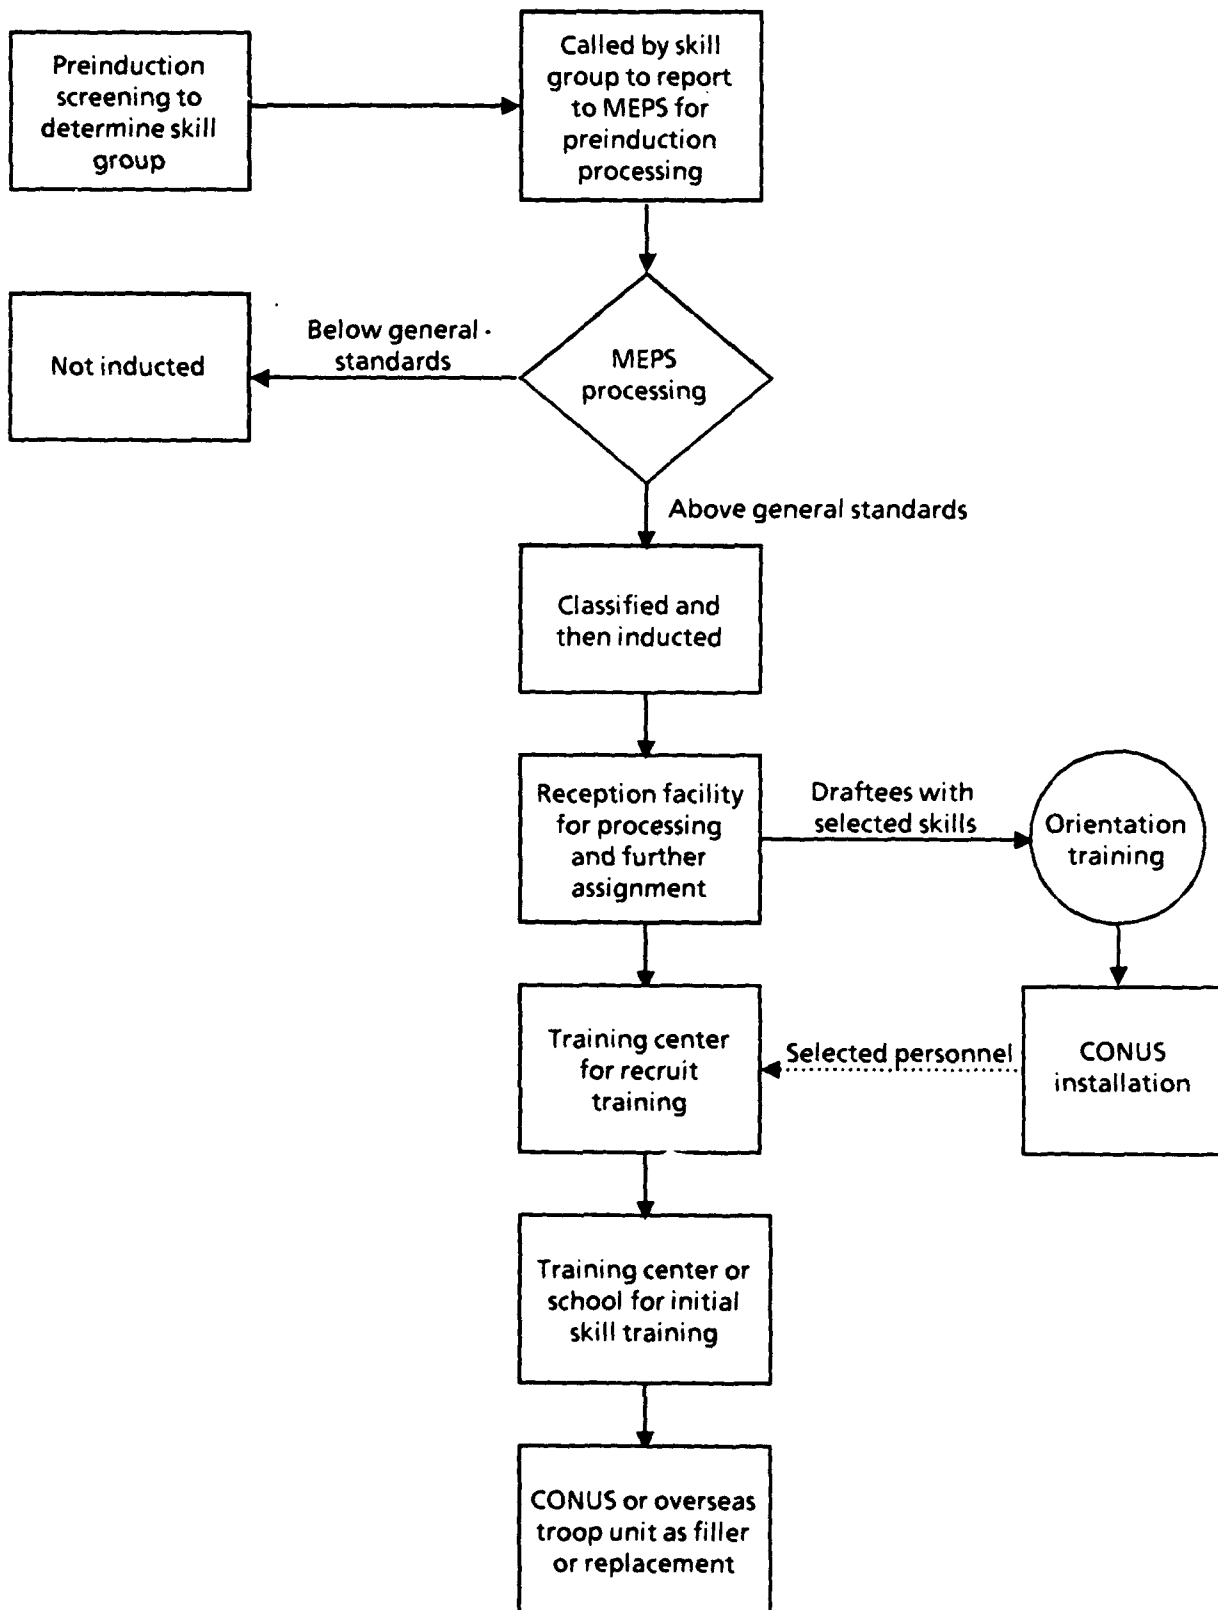 Preinduction
screening to
determine skill
group
Called by skill
group to report
to MEPS for
preinduction
processing
Not inducted
Below general
standards
MEPS
processing
Above general standards
Classified and
then inducted
Reception facility
for processing
and further
assignment
Draftees with
selected skills
Orientation
training
Training center
for recruit
training
Selected personnel
CONUS
installation
Training center or
school for initial
skill training
CONUS or overseas
troop unit as filler
or replacement